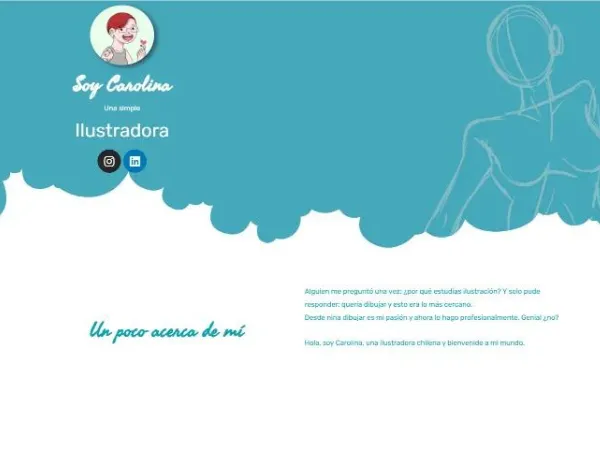 Soy Carolina
Una simple
Ilustradora
Un poco acerca de mí
Alguien me preguntó una vez: ¿por qué estudias ilustración? Y solo pude
responder: quería dibujar y esto era lo más cercano.
Desde nina dibujar es mi pasión y ahora lo hago profesionalmente. Genial ¿no?
Hola, soy Carolina, una ilustradora chilena y bienvenide a mi mundo.